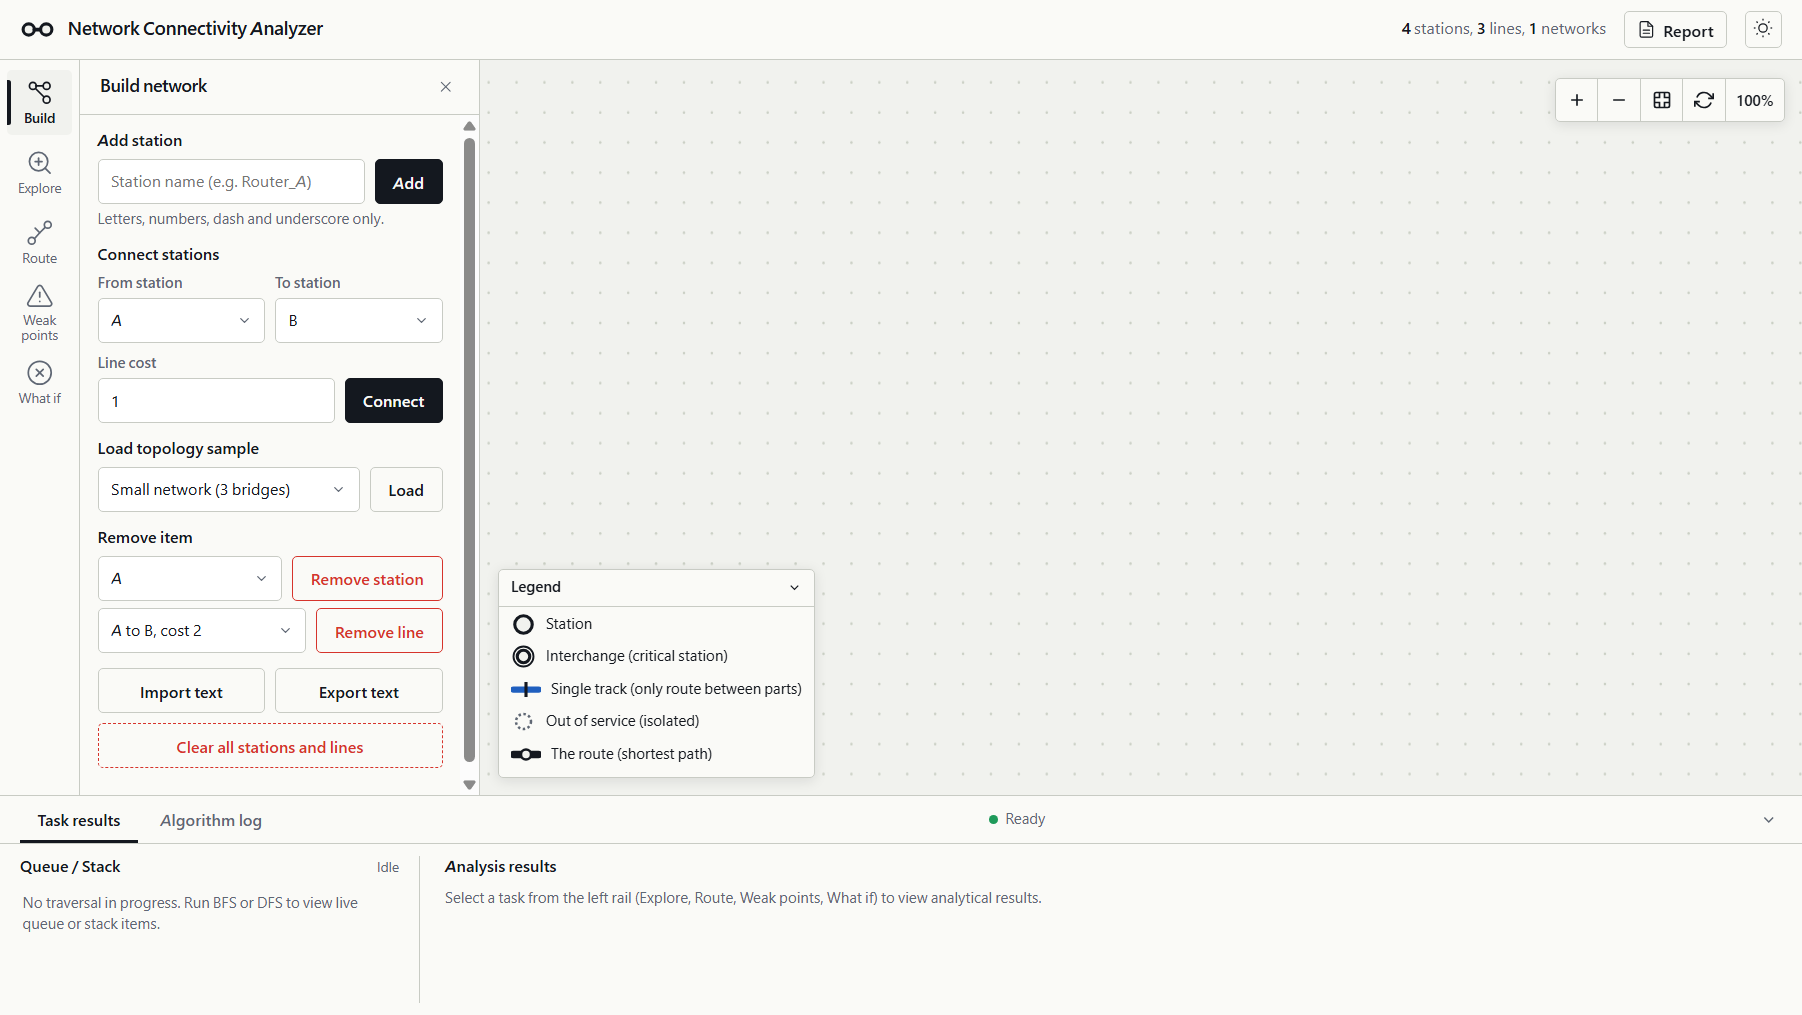 Network Connectivity Analyzer
4 stations, 3 lines, 1 networks
Report
Build
Explore
Route
Weak
points
What if
Build network
Add station
Station name (e.g. Router_A)
Add
Letters, numbers, dash and underscore only.
Connect stations
From station
To station
A
B
Line cost
1
Connect
Load topology sample
Small network (3 bridges)
Load
Remove item
A
Remove station
A to B, cost 2
Remove line
Import text
Export text
Clear all stations and lines
100%
Legend
Station
Interchange (critical station)
Single track (only route between parts)
Out of service (isolated)
The route (shortest path)
Task results
Algorithm log
Ready
Queue / Stack
Idle
No traversal in progress. Run BFS or DFS to view live
queue or stack items.
Analysis results
Select a task from the left rail (Explore, Route, Weak points, What if) to view analytical results.